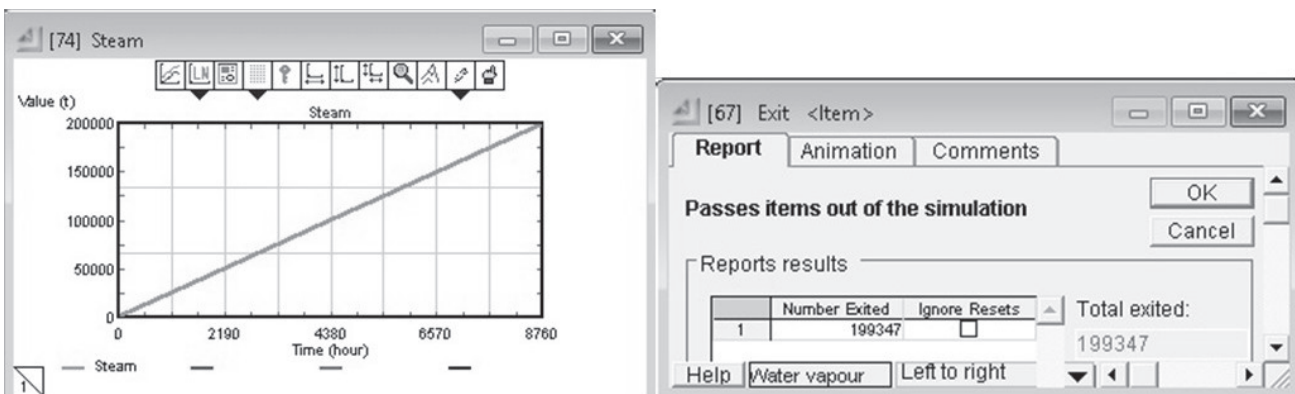 [74] Steam
LN
Value (t)
Steam
200000
150000
100000
50000
0
0 2190 4380 6570 8760
Time (hour)
Steam
1
[67] Exit <Item>
Report Animation Comments
OK
Passes items out of the simulation
Cancel
Reports results
Number Exited Ignore Resets
Total exited:
1 199347
199347
Help Water vapour Left to right